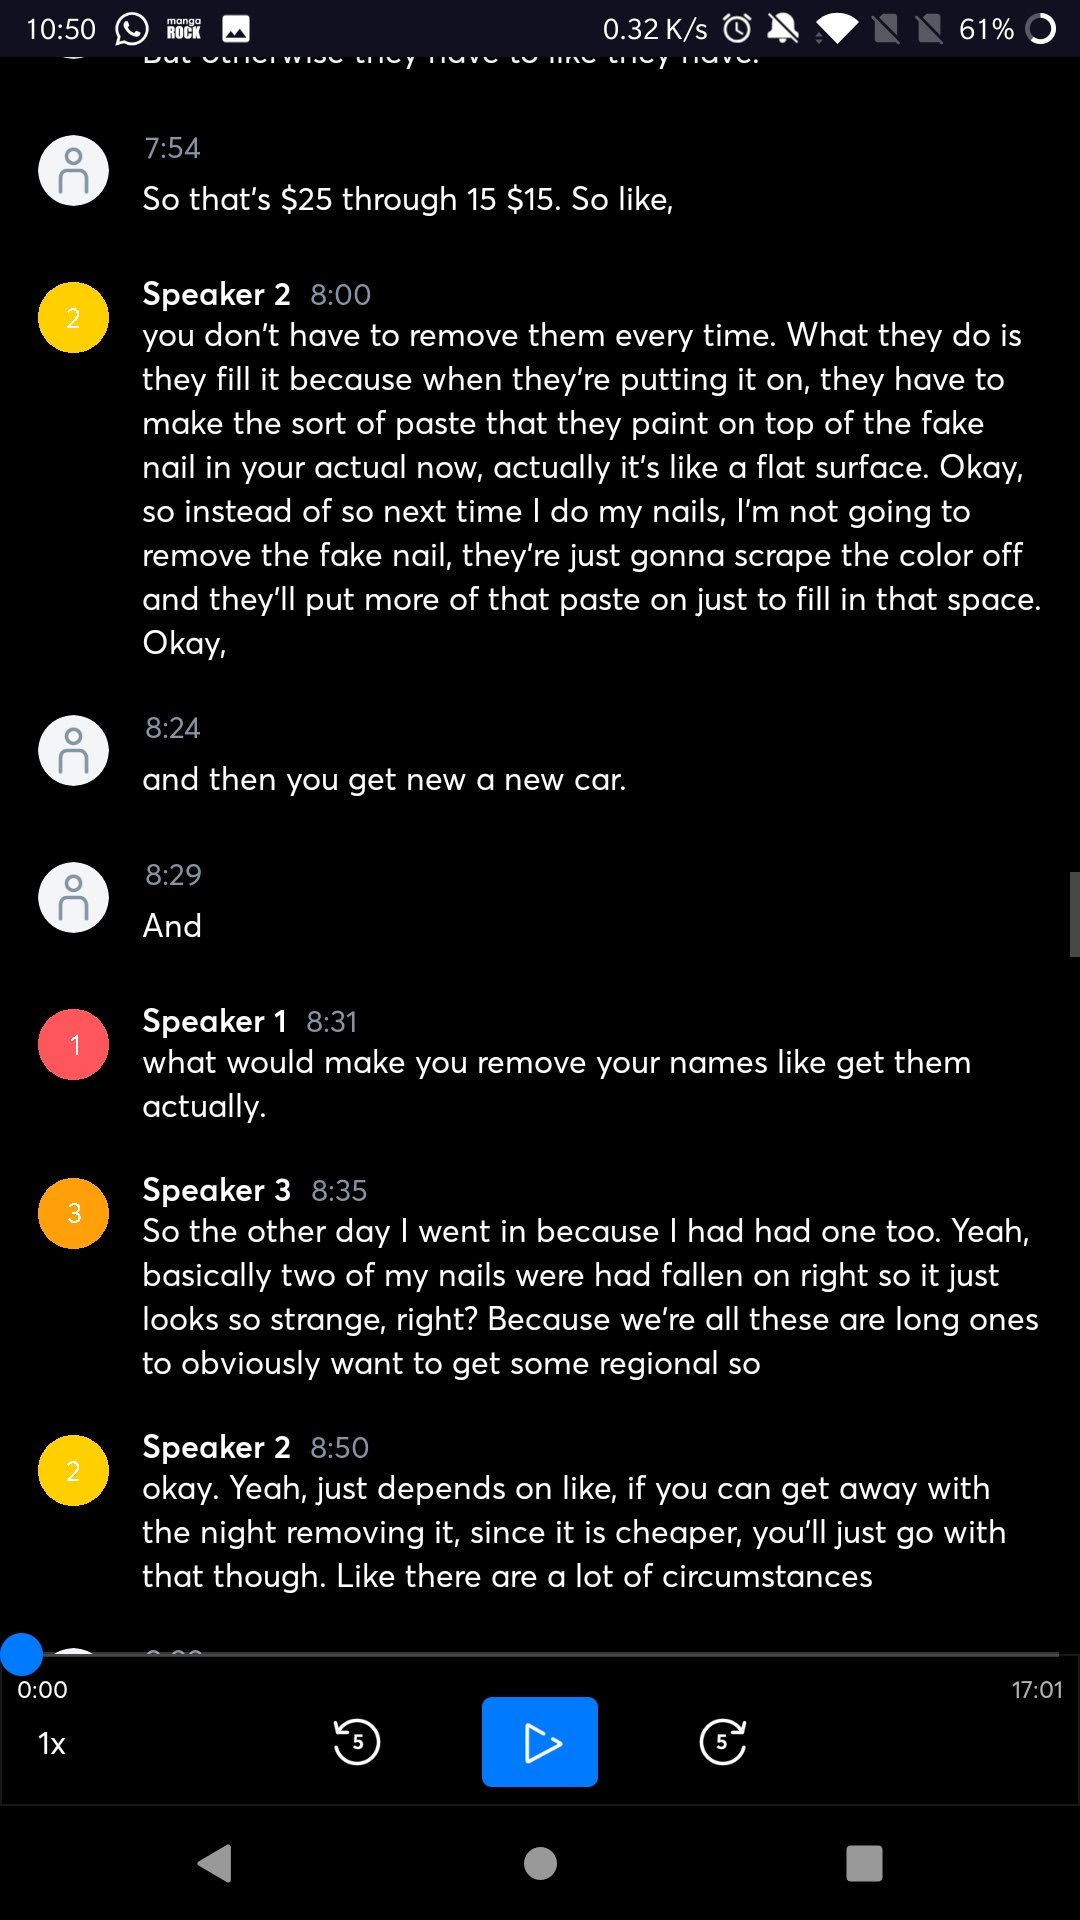 10:50 manga ROCK 0.32 K/s 61%
But otherwise they have to like they have.
7:54
So that's $25 through 15 $15. So like,
2 Speaker 2 8:00
you don't have to remove them every time. What they do is
they fill it because when they're putting it on, they have to
make the sort of paste that they paint on top of the fake
nail in your actual now, actually it's like a flat surface. Okay,
so instead of so next time I do my nails, I'm not going to
remove the fake nail, they're just gonna scrape the color off
and they'll put more of that paste on just to fill in that space.
Okay,
8:24
and then you get new a new car.
8:29
And
1 Speaker 1 8:31
what would make you remove your names like get them
actually.
3 Speaker 3 8:35
So the other day I went in because I had had one too. Yeah,
basically two of my nails were had fallen on right so it just
looks so strange, right? Because we're all these are long ones
to obviously want to get some regional so
2 Speaker 2 8:50
okay. Yeah, just depends on like, if you can get away with
the night removing it, since it is cheaper, you'll just go with
that though. Like there are a lot of circumstances
0:00 17:01
1x 5 5